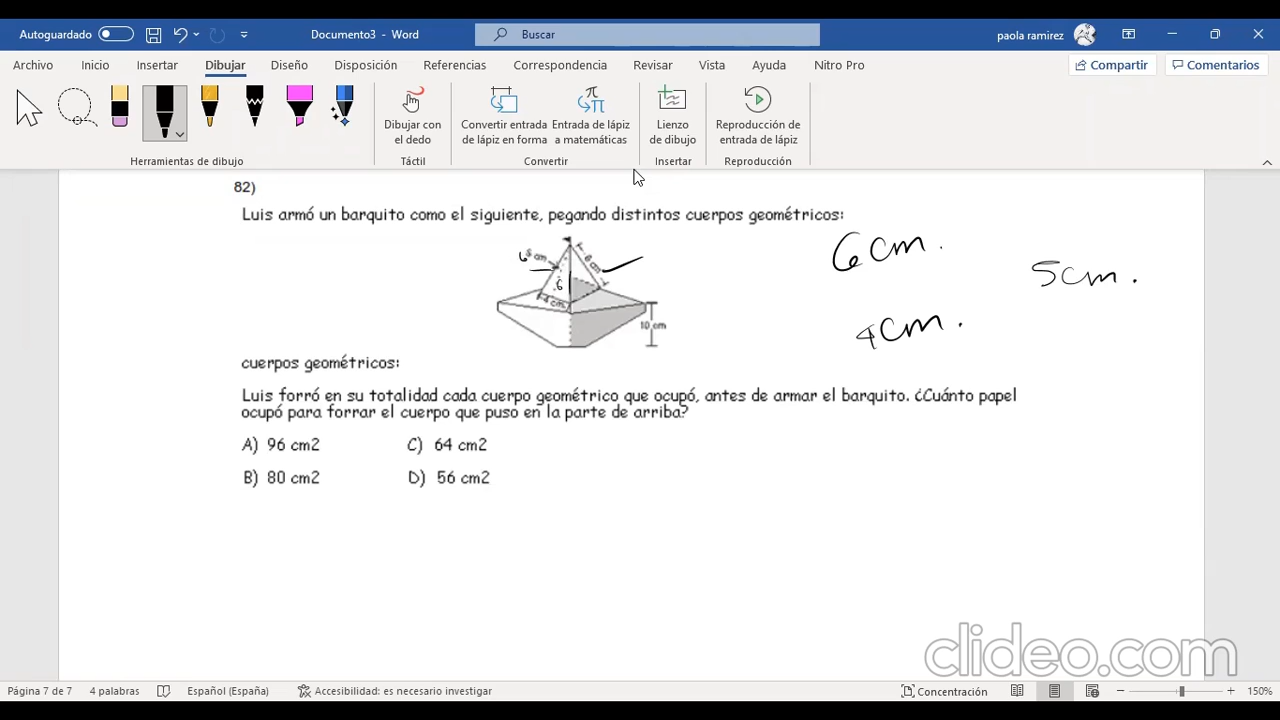 Autoguardado
Documento3 - Word
Buscar
paola ramirez
Archivo Inicio Insertar Dibujar Diseño Disposición Referencias Correspondencia Revisar Vista Ayuda Nitro Pro
Compartir Comentarios
Dibujar con el dedo
Convertir entrada de lápiz en forma
Entrada de lápiz a matemáticas
Lienzo de dibujo
Reproducción de entrada de lápiz
Herramientas de dibujo Táctil Convertir Insertar Reproducción
82)
Luis armó un barquito como el siguiente, pegando distintos cuerpos geométricos:
6cm.
5cm.
4cm.
6
6 cm
6
4 cm
10 cm
cuerpos geométricos:
Luis forró en su totalidad cada cuerpo geométrico que ocupó, antes de armar el barquito. ¿Cuánto papel
ocupó para forrar el cuerpo que puso en la parte de arriba?
A) 96 cm2 C) 64 cm2
B) 80 cm2 D) 56 cm2
clideo.com
Página 7 de 7 4 palabras Español (España) Accesibilidad: es necesario investigar Concentración 150%